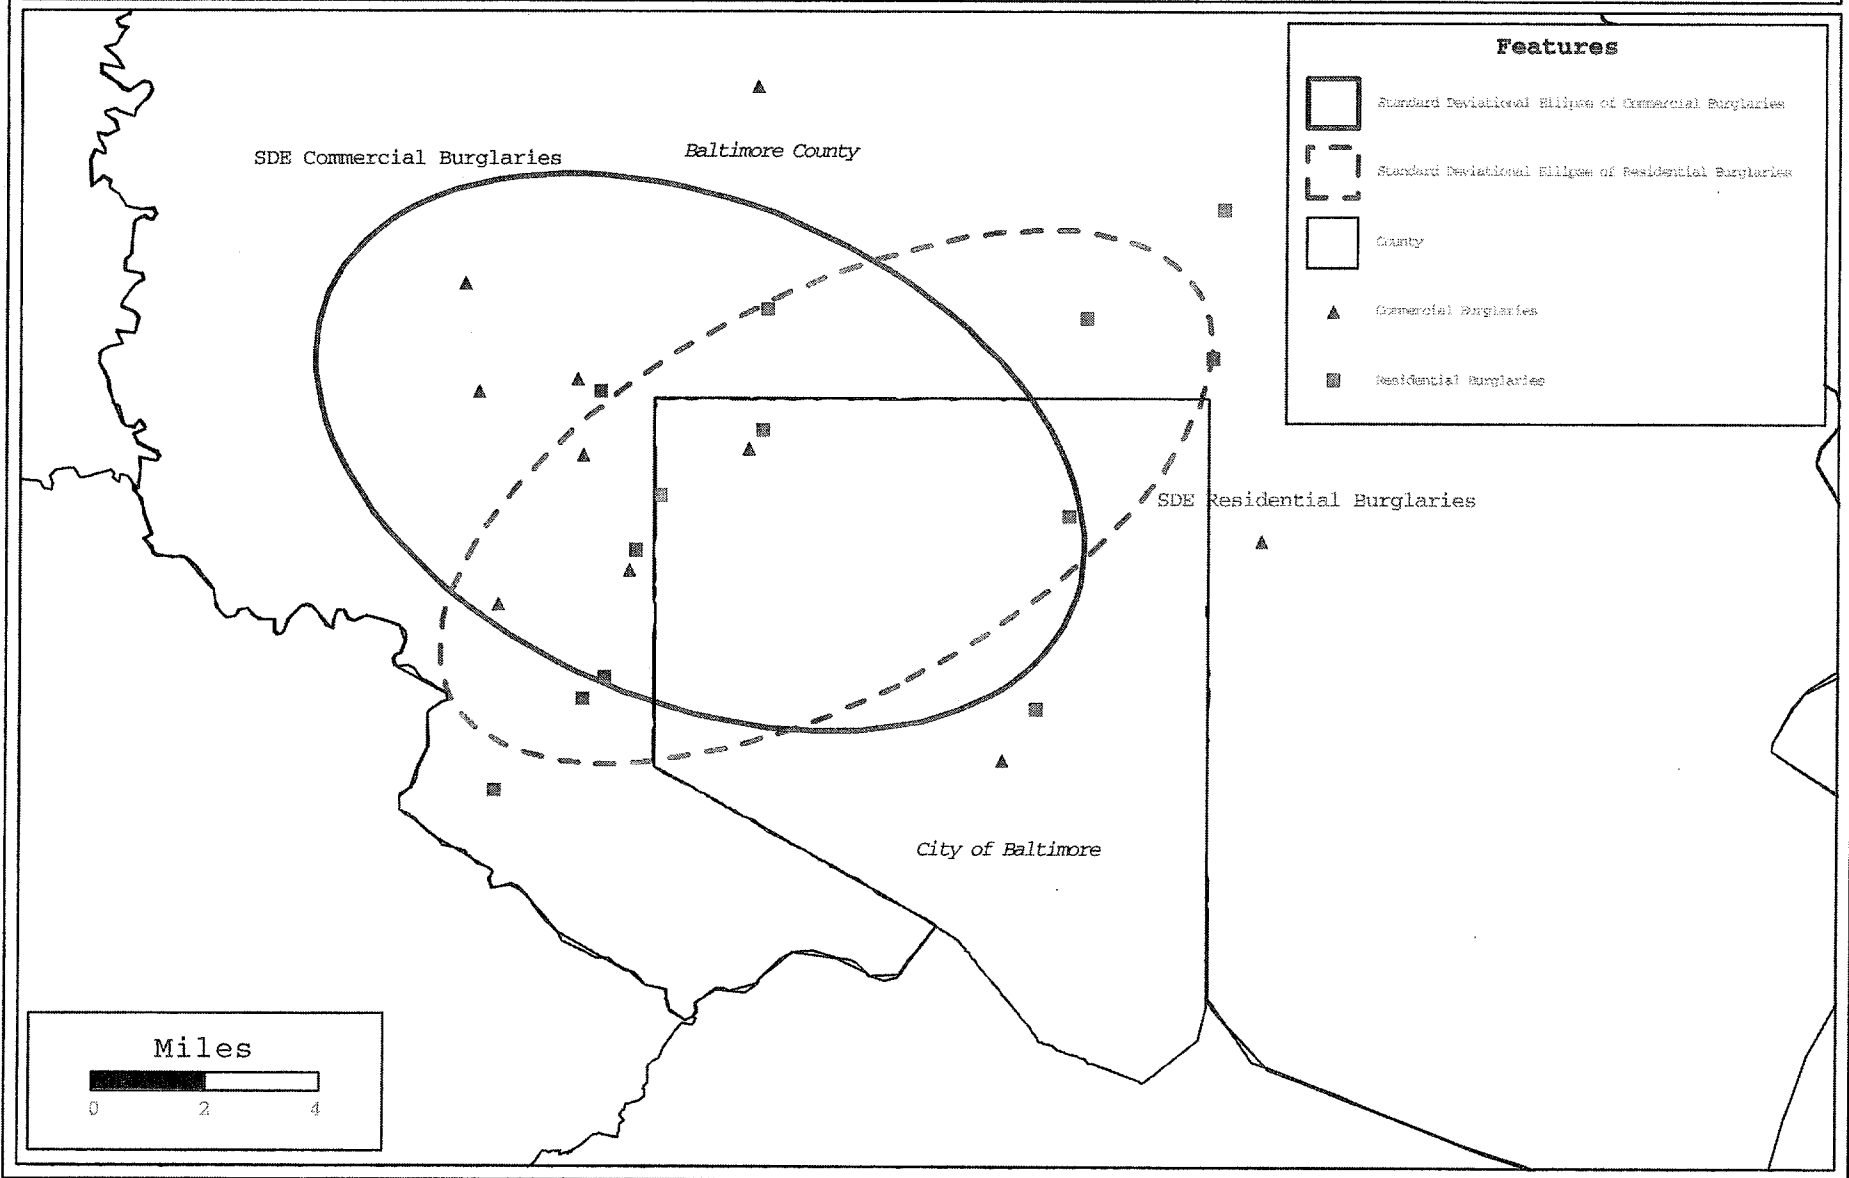 Features
Standard Deviational Ellipse of Commercial Burglaries
Standard Deviational Ellipse of Residential Burglaries
County
Commercial Burglaries
Residential Burglaries
Baltimore County
SDE Commercial Burglaries
SDE Residential Burglaries
City of Baltimore
Miles
0 2 4